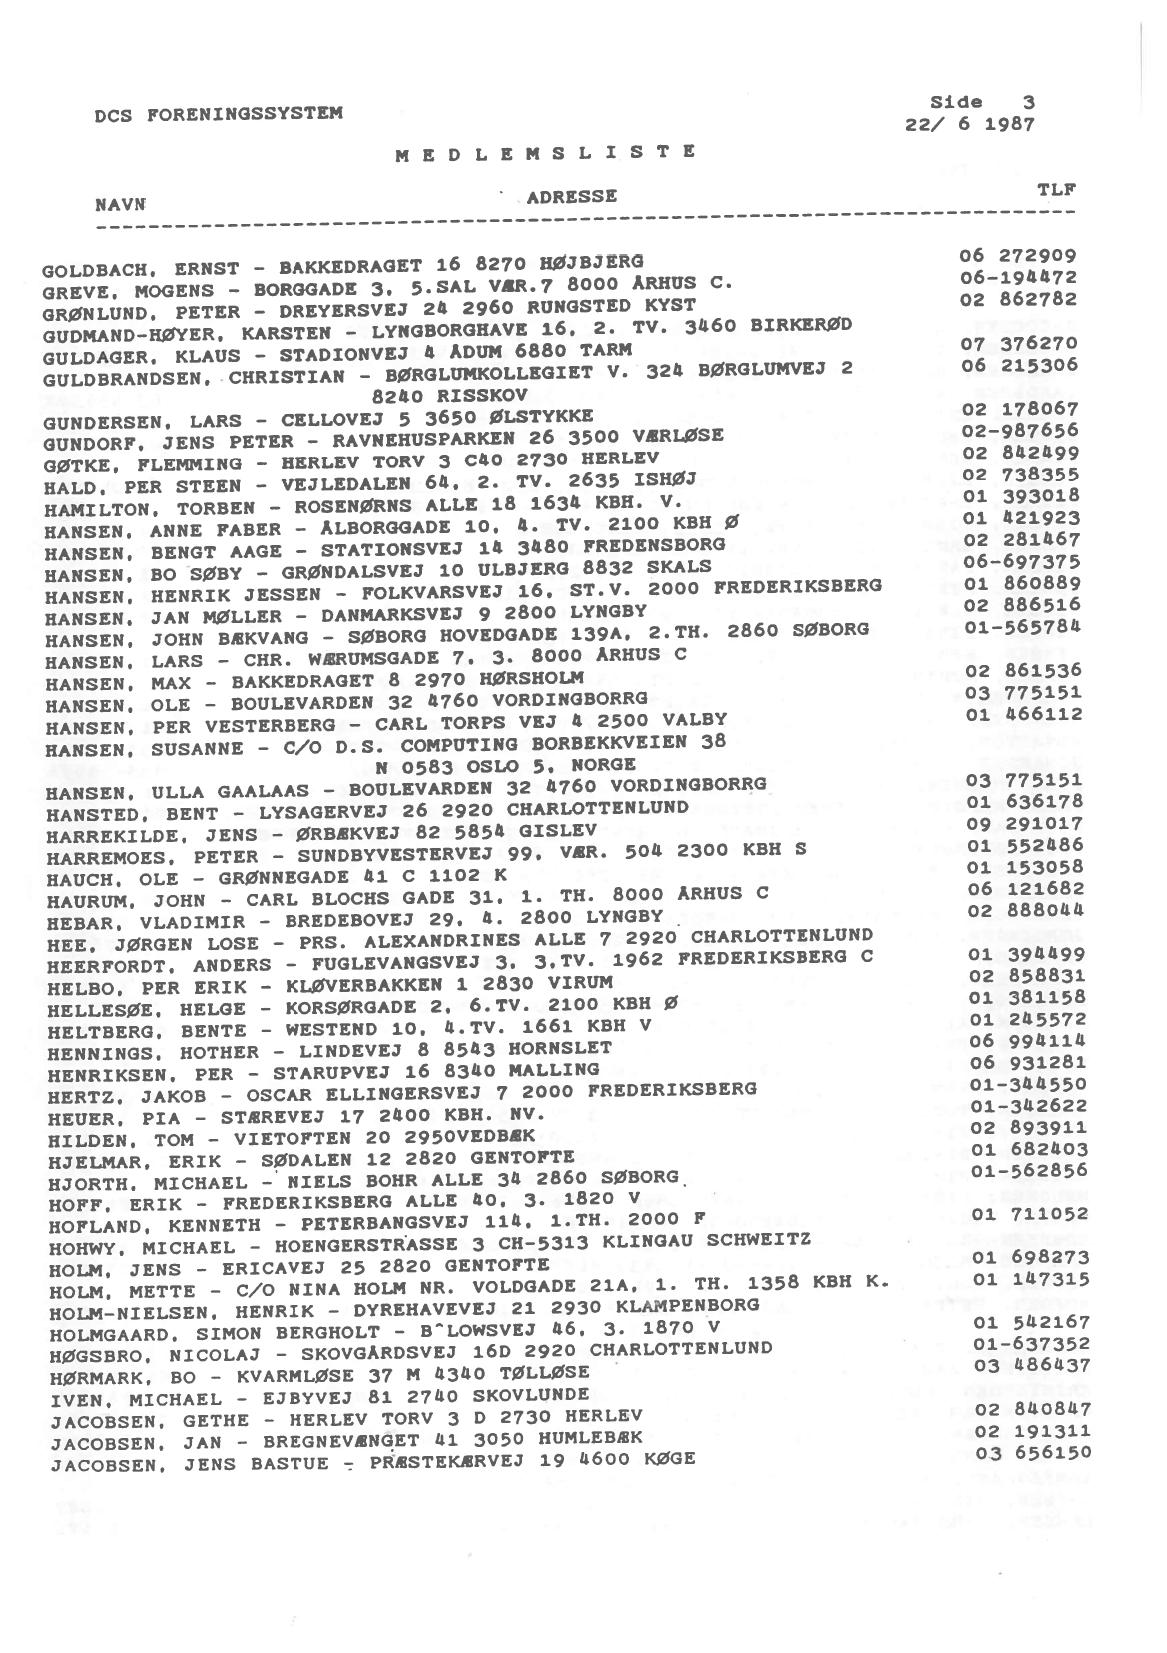 DCS FORENINGSSYSTEM Side 3
22/ 6 1987
M E D L E M S L I S T E
NAVN ADRESSE TLF
--------------------------------------------------------------------------
GOLDBACH, ERNST - BAKKEDRAGET 16 8270 HØJBJERG 06 272909
GREVE, MOGENS - BORGGADE 3, 5.SAL VÆR.7 8000 ÅRHUS C. 06-194472
GRØNLUND, PETER - DREYERSVEJ 24 2960 RUNGSTED KYST 02 862782
GUDMAND-HØYER, KARSTEN - LYNGBORGHAVE 16, 2. TV. 3460 BIRKERØD
GULDAGER, KLAUS - STADIONVEJ 4 ÅDUM 6880 TARM 07 376270
GULDBRANDSEN, CHRISTIAN - BØRGLUMKOLLEGIET V. 324 BØRGLUMVEJ 2 06 215306
8240 RISSKOV
GUNDERSEN, LARS - CELLOVEJ 5 3650 ØLSTYKKE 02 178067
GUNDORF, JENS PETER - RAVNEHUSPARKEN 26 3500 VÆRLØSE 02-987656
GØTKE, FLEMMING - HERLEV TORV 3 C40 2730 HERLEV 02 842499
HALD, PER STEEN - VEJLEDALEN 64, 2. TV. 2635 ISHØJ 02 738355
HAMILTON, TORBEN - ROSENØRNS ALLE 18 1634 KBH. V. 01 393018
HANSEN, ANNE FABER - ÅLBORGGADE 10, 4. TV. 2100 KBH Ø 01 421923
HANSEN, BENGT AAGE - STATIONSVEJ 14 3480 FREDENSBORG 02 281467
HANSEN, BO SØBY - GRØNDALSVEJ 10 ULBJERG 8832 SKALS 06-697375
HANSEN, HENRIK JESSEN - FOLKVARSVEJ 16, ST.V. 2000 FREDERIKSBERG 01 860889
HANSEN, JAN MØLLER - DANMARKSVEJ 9 2800 LYNGBY 02 886516
HANSEN, JOHN BÆKVANG - SØBORG HOVEDGADE 139A, 2.TH. 2860 SØBORG 01-565784
HANSEN, LARS - CHR. WÆRUMSGADE 7, 3. 8000 ÅRHUS C
HANSEN, MAX - BAKKEDRAGET 8 2970 HØRSHOLM 02 861536
HANSEN, OLE - BOULEVARDEN 32 4760 VORDINGBORRG 03 775151
HANSEN, PER VESTERBERG - CARL TORPS VEJ 4 2500 VALBY 01 466112
HANSEN, SUSANNE - C/O D.S. COMPUTING BORBEKKVEIEN 38
N 0583 OSLO 5, NORGE
HANSEN, ULLA GAALAAS - BOULEVARDEN 32 4760 VORDINGBORRG 03 775151
HANSTED, BENT - LYSAGERVEJ 26 2920 CHARLOTTENLUND 01 636178
HARREKILDE, JENS - ØRBÆKVEJ 82 5854 GISLEV 09 291017
HARREMOES, PETER - SUNDBYVESTERVEJ 99, VÆR. 504 2300 KBH S 01 552486
HAUCH, OLE - GRØNNEGADE 41 C 1102 K 01 153058
HAURUM, JOHN - CARL BLOCHS GADE 31, 1. TH. 8000 ÅRHUS C 06 121682
HEBAR, VLADIMIR - BREDEBOVEJ 29, 4. 2800 LYNGBY 02 888044
HEE, JØRGEN LOSE - PRS. ALEXANDRINES ALLE 7 2920 CHARLOTTENLUND
HEERFORDT, ANDERS - FUGLEVANGSVEJ 3, 3.TV. 1962 FREDERIKSBERG C 01 394499
HELBO, PER ERIK - KLØVERBAKKEN 1 2830 VIRUM 02 858831
HELLESØE, HELGE - KORSØRGADE 2, 6.TV. 2100 KBH Ø 01 381158
HELTBERG, BENTE - WESTEND 10, 4.TV. 1661 KBH V 01 245572
HENNINGS, HOTHER - LINDEVEJ 8 8543 HORNSLET 06 994114
HENRIKSEN, PER - STARUPVEJ 16 8340 MALLING 06 931281
HERTZ, JAKOB - OSCAR ELLINGERSVEJ 7 2000 FREDERIKSBERG 01-344550
HEUER, PIA - STÆREVEJ 17 2400 KBH. NV. 01-342622
HILDEN, TOM - VIETOFTEN 20 2950VEDBÆK 02 893911
HJELMAR, ERIK - SØDALEN 12 2820 GENTOFTE 01 682403
HJORTH, MICHAEL - NIELS BOHR ALLE 34 2860 SØBORG 01-562856
HOFF, ERIK - FREDERIKSBERG ALLE 40, 3. 1820 V
HOFLAND, KENNETH - PETERBANGSVEJ 114, 1.TH. 2000 F 01 711052
HOHWY, MICHAEL - HOENGERSTRASSE 3 CH-5313 KLINGAU SCHWEITZ
HOLM, JENS - ERICAVEJ 25 2820 GENTOFTE 01 698273
HOLM, METTE - C/O NINA HOLM NR. VOLDGADE 21A, 1. TH. 1358 KBH K. 01 147315
HOLM-NIELSEN, HENRIK - DYREHAVEVEJ 21 2930 KLAMPENBORG
HOLMGAARD, SIMON BERGHOLT - B^LOWSVEJ 46, 3. 1870 V 01 542167
HØGSBRO, NICOLAJ - SKOVGÅRDSVEJ 16D 2920 CHARLOTTENLUND 01-637352
HØRMARK, BO - KVARMLØSE 37 M 4340 TØLLØSE 03 486437
IVEN, MICHAEL - EJBYVEJ 81 2740 SKOVLUNDE
JACOBSEN, GETHE - HERLEV TORV 3 D 2730 HERLEV 02 840847
JACOBSEN, JAN - BREGNEVÆNGET 41 3050 HUMLEBÆK 02 191311
JACOBSEN, JENS BASTUE - PRÆSTEKÆRVEJ 19 4600 KØGE 03 656150